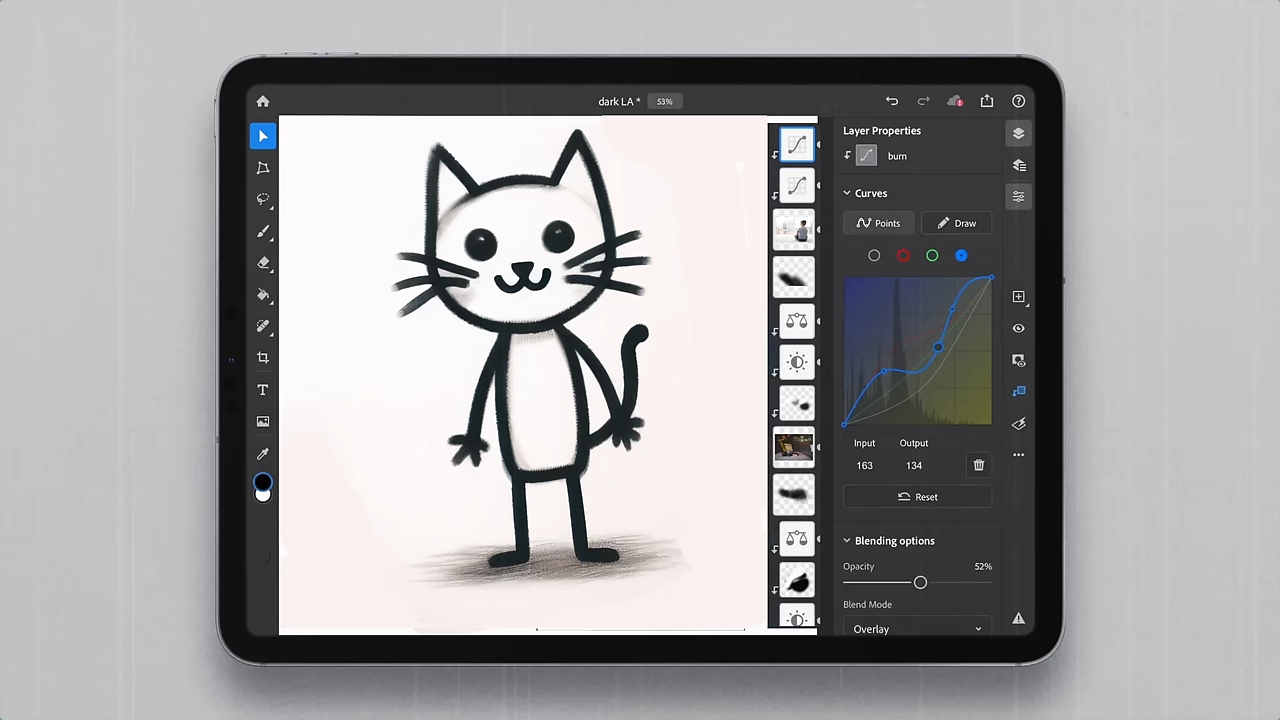 dark LA * 53%
Layer Properties
burn
Curves
Points Draw
Input Output
163 134
Reset
Blending options
Opacity 52%
Blend Mode
Overlay